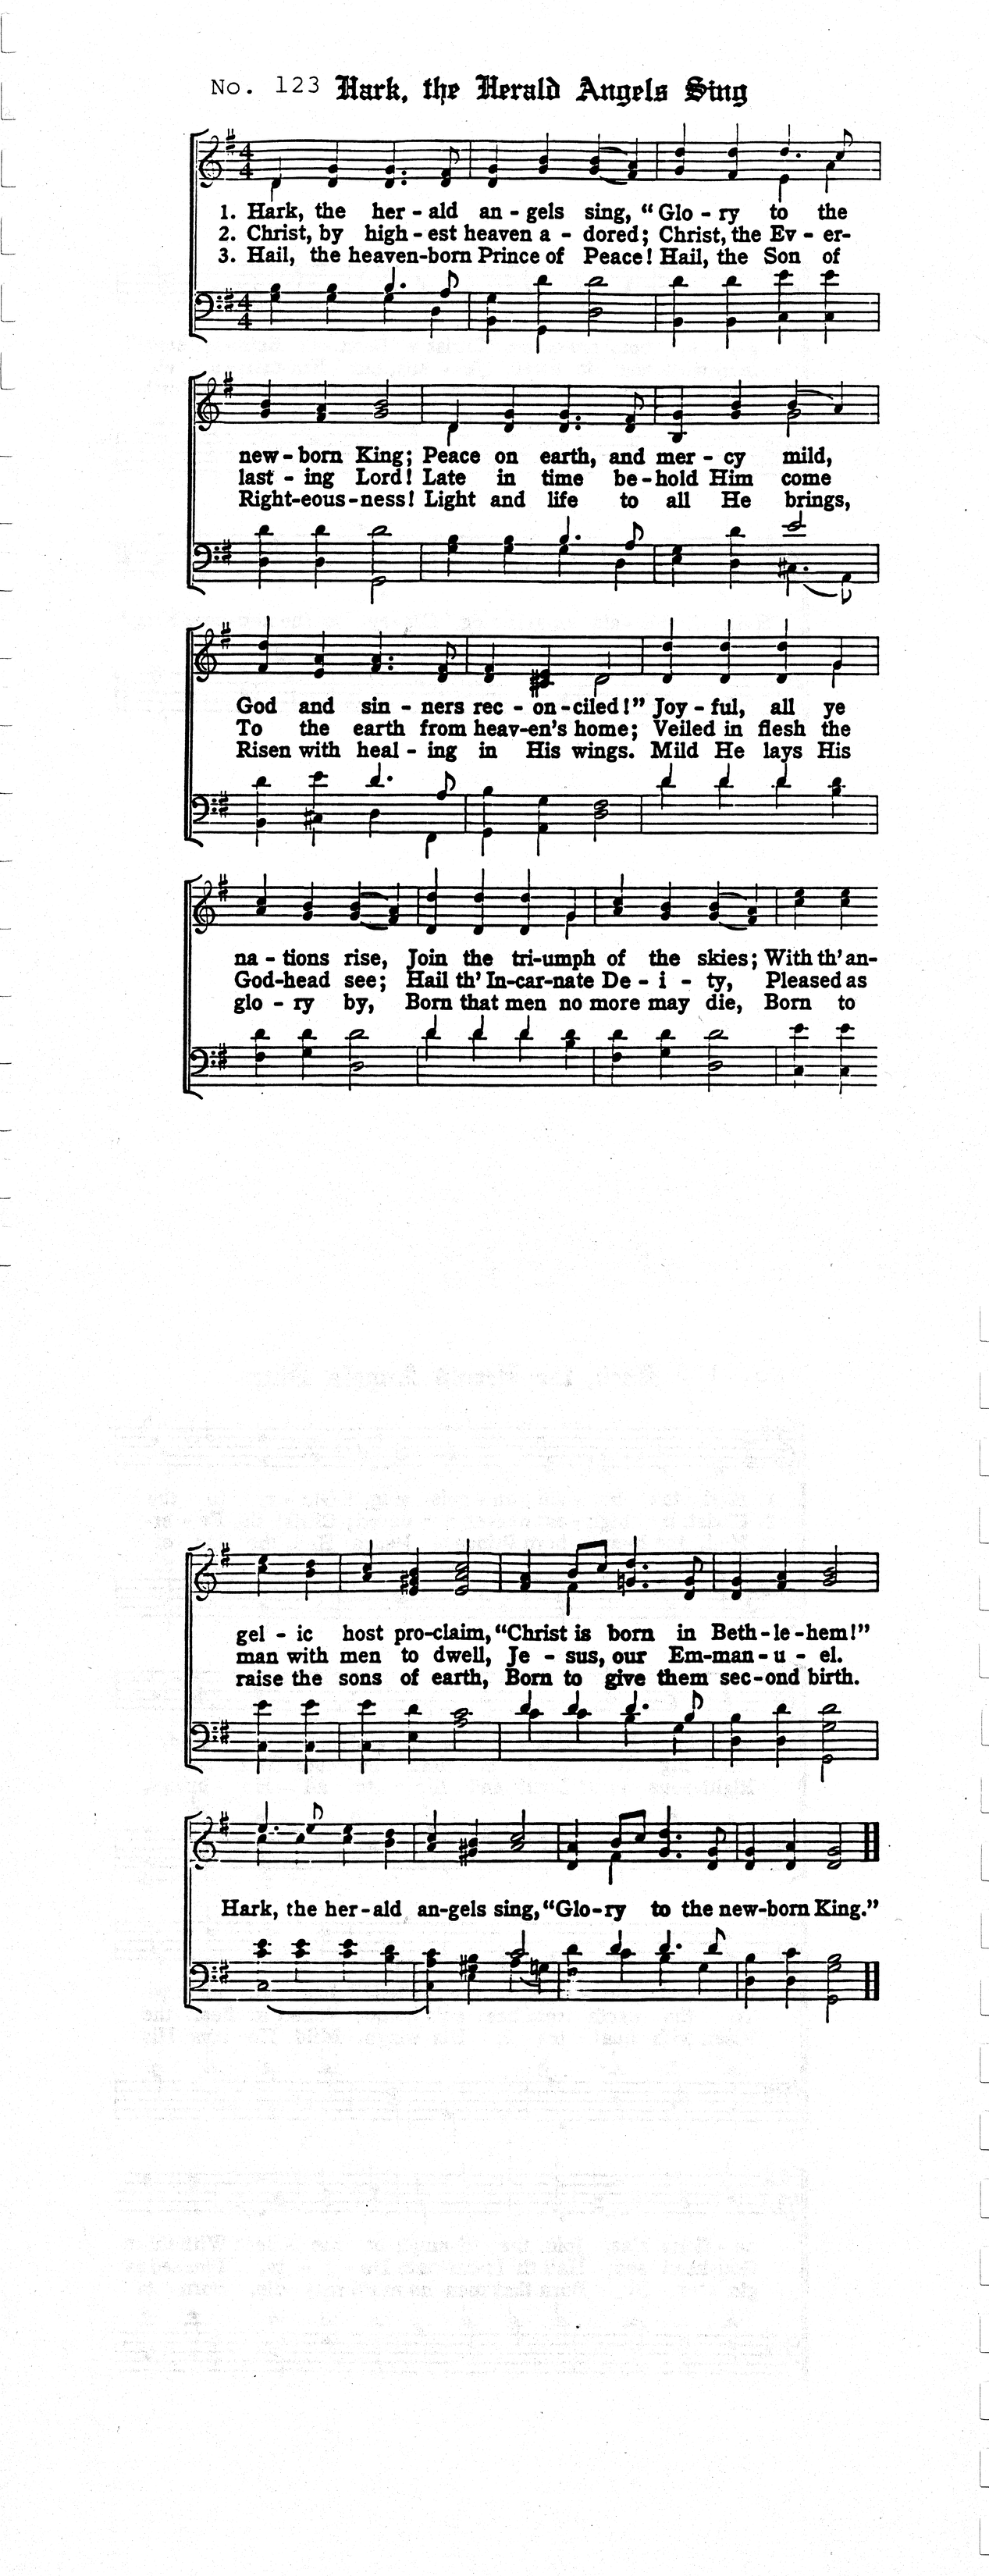 No. 123 Hark, the Herald Angels Sing
4 4
1. Hark, the her - ald an - gels sing, “Glo - ry to the
2. Christ, by high - est heaven a - dored; Christ, the Ev - er-
3. Hail, the heaven-born Prince of Peace! Hail, the Son of
4 4
new - born King; Peace on earth, and mer - cy mild,
last - ing Lord! Late in time be - hold Him come
Right-eous - ness! Light and life to all He brings,
God and sin - ners rec - on - ciled!” Joy - ful, all ye
To the earth from heav-en's home; Veiled in flesh the
Risen with heal - ing in His wings. Mild He lays His
na - tions rise, Join the tri-umph of the skies; With th' an-
God-head see; Hail th' In-car-nate De - i - ty, Pleased as
glo - ry by, Born that men no more may die, Born to
gel - ic host pro-claim, “Christ is born in Beth-le-hem!”
man with men to dwell, Je - sus, our Em-man - u - el.
raise the sons of earth, Born to give them sec-ond birth.
Hark, the her - ald an-gels sing, “Glo-ry to the new-born King.”